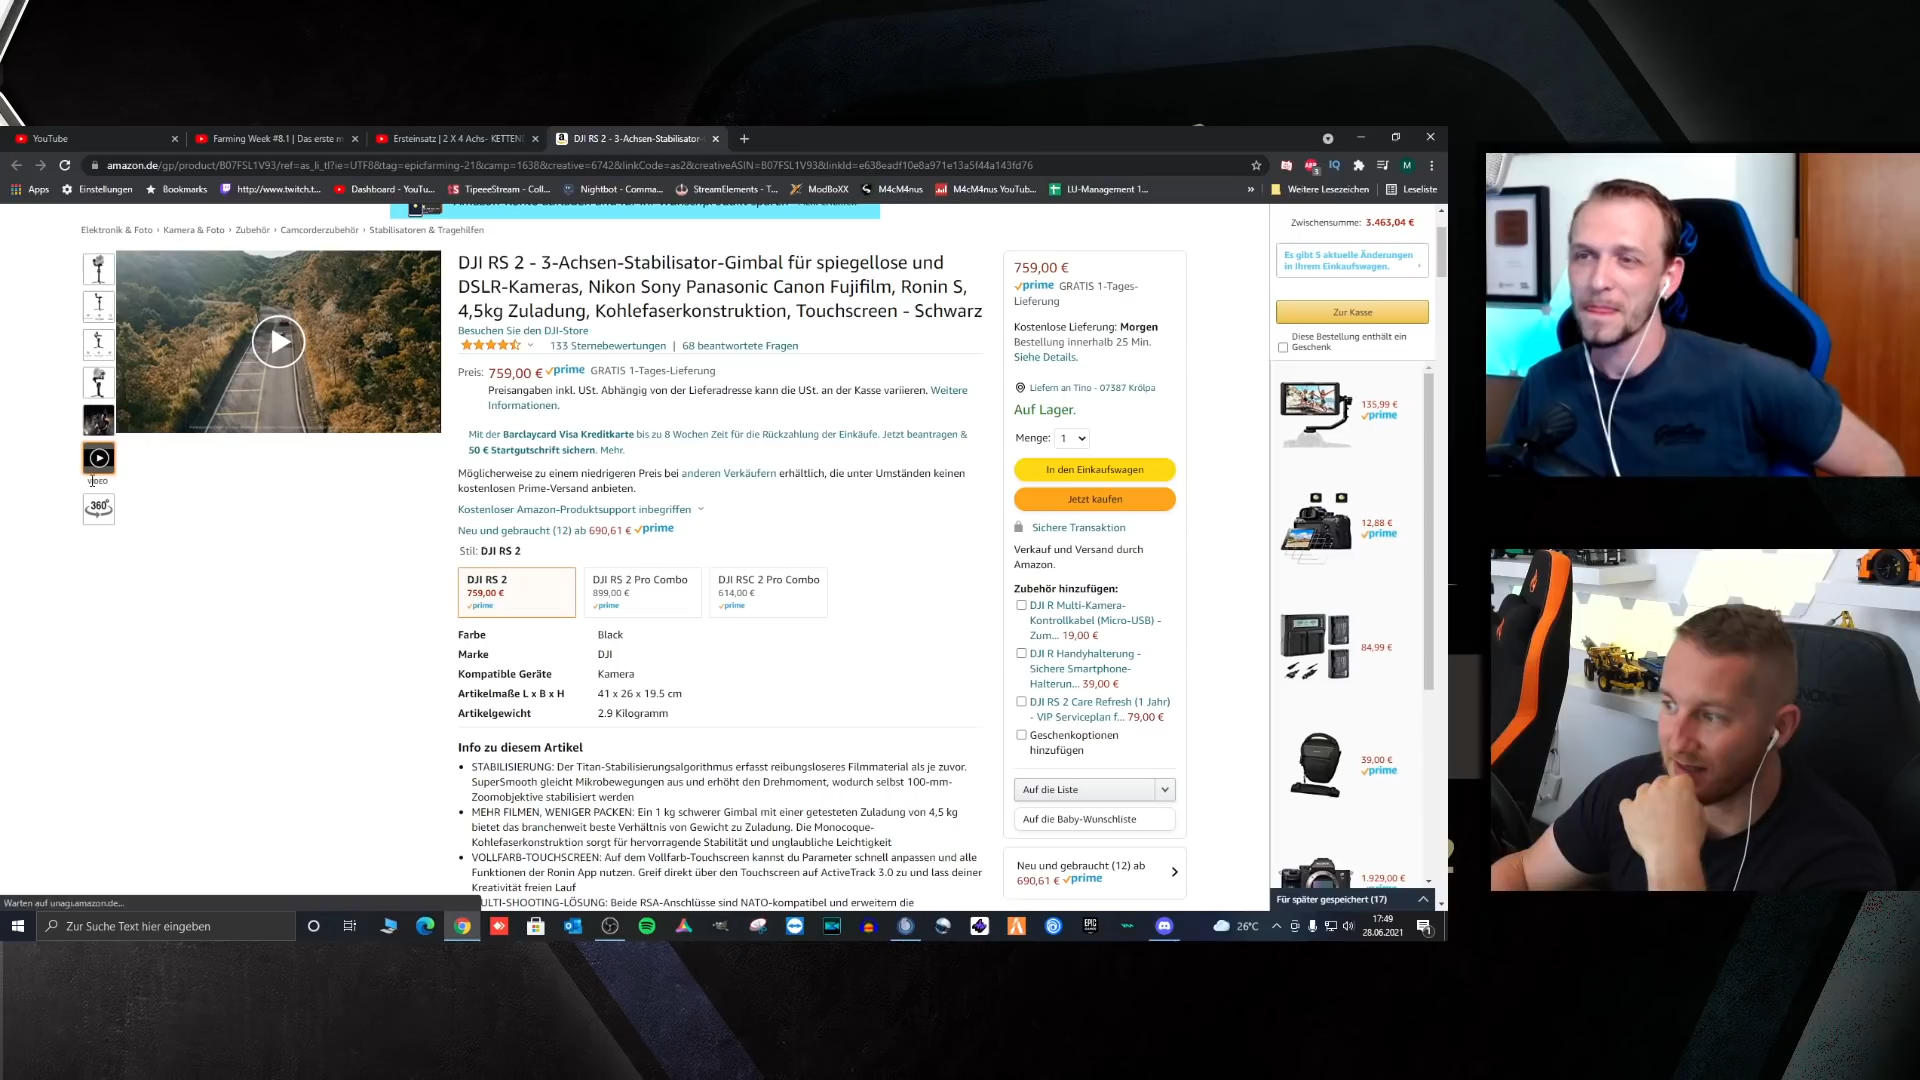 YouTube
Farming Week #8.1 | Das erste m
Ersteinsatz | 2 X 4 Achs- KETTEND
DJI RS 2 - 3-Achsen-Stabilisator-
amazon.de/gp/product/B07FSL1V93/ref=as_li_tl?ie=UTF8&tag=epicfarming-21&camp=1638&creative=6742&linkCode=as2&creativeASIN=B07FSL1V93&linkId=e638eadf10e8a971e13a5f44a143fd76
Apps
Einstellungen
Bookmarks
http://www.twitch.t...
Dashboard - YouTu...
TipeeeStream - Coll...
Nightbot - Comma...
StreamElements - T...
ModBoXX
M4cM4nus
M4cM4nus YouTub...
LU-Management 1...
Weitere Lesezeichen
Leseliste
Elektronik & Foto › Kamera & Foto › Zubehör › Camcorderzubehör › Stabilisatoren & Tragehilfen
VIDEO
360°
DJI RS 2 - 3-Achsen-Stabilisator-Gimbal für spiegellose und
DSLR-Kameras, Nikon Sony Panasonic Canon Fujifilm, Ronin S,
4,5kg Zuladung, Kohlefaserkonstruktion, Touchscreen - Schwarz
Besuchen Sie den DJI-Store
133 Sternebewertungen | 68 beantwortete Fragen
Preis: 759,00 € prime GRATIS 1-Tages-Lieferung
Preisangaben inkl. USt. Abhängig von der Lieferadresse kann die USt. an der Kasse variieren. Weitere
Informationen.
Mit der Barclaycard Visa Kreditkarte bis zu 8 Wochen Zeit für die Rückzahlung der Einkäufe. Jetzt beantragen &
50 € Startgutschrift sichern. Mehr.
Möglicherweise zu einem niedrigeren Preis bei anderen Verkäufern erhältlich, die unter Umständen keinen
kostenlosen Prime-Versand anbieten.
Kostenloser Amazon-Produktsupport inbegriffen
Neu und gebraucht (12) ab 690,61 € prime
Stil: DJI RS 2
DJI RS 2
759,00 €
prime
DJI RS 2 Pro Combo
899,00 €
prime
DJI RSC 2 Pro Combo
614,00 €
prime
Farbe Black
Marke DJI
Kompatible Geräte Kamera
Artikelmaße L x B x H 41 x 26 x 19.5 cm
Artikelgewicht 2.9 Kilogramm
Info zu diesem Artikel
• STABILISIERUNG: Der Titan-Stabilisierungsalgorithmus erfasst reibungsloseres Filmmaterial als je zuvor.
SuperSmooth gleicht Mikrobewegungen aus und erhöht den Drehmoment, wodurch selbst 100-mm-
Zoomobjektive stabilisiert werden
• MEHR FILMEN, WENIGER PACKEN: Ein 1 kg schwerer Gimbal mit einer getesteten Zuladung von 4,5 kg
bietet das branchenweit beste Verhältnis von Gewicht zu Zuladung. Die Monocoque-
Kohlefaserkonstruktion sorgt für hervorragende Stabilität und unglaubliche Leichtigkeit
• VOLLFARB-TOUCHSCREEN: Auf dem Vollfarb-Touchscreen kannst du Parameter schnell anpassen und alle
Funktionen der Ronin App nutzen. Greif direkt über den Touchscreen auf ActiveTrack 3.0 zu und lass deiner
Kreativität freien Lauf
ULTI-SHOOTING-LÖSUNG: Beide RSA-Anschlüsse sind NATO-kompatibel und erweitern die
759,00 €
prime GRATIS 1-Tages-
Lieferung
Kostenlose Lieferung: Morgen
Bestellung innerhalb 25 Min.
Siehe Details.
Liefern an Tino - 07387 Krölpa
Auf Lager.
Menge: 1
In den Einkaufswagen
Jetzt kaufen
Sichere Transaktion
Verkauf und Versand durch
Amazon.
Zubehör hinzufügen:
DJI R Multi-Kamera-
Kontrollkabel (Micro-USB) -
Zum... 19,00 €
DJI R Handyhalterung -
Sichere Smartphone-
Halterun... 39,00 €
DJI RS 2 Care Refresh (1 Jahr)
- VIP Serviceplan f... 79,00 €
Geschenkoptionen
hinzufügen
Auf die Liste
Auf die Baby-Wunschliste
Neu und gebraucht (12) ab
690,61 € prime
Zwischensumme: 3.463,04 €
Es gibt 5 aktuelle Änderungen
in Ihrem Einkaufswagen.
Zur Kasse
Diese Bestellung enthält ein
Geschenk
135,99 €
prime
12,88 €
prime
84,99 €
39,00 €
prime
1.929,00 €
Für später gespeichert (17)
Warten auf unagi.amazon.de...
Zur Suche Text hier eingeben
26°C
17:49
28.06.2021